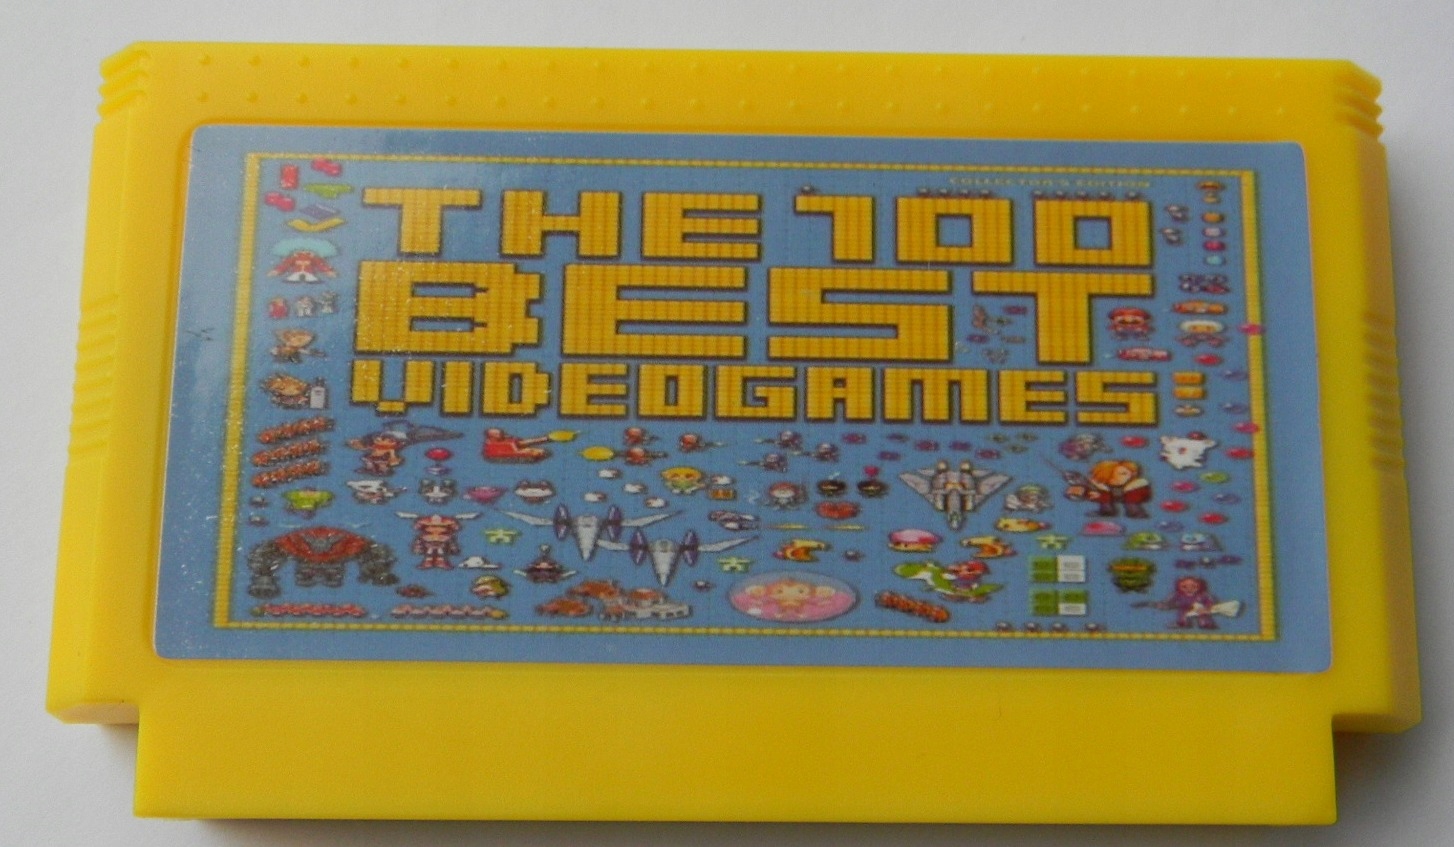 COLLECTOR'S EDITION
THE 100
BEST
VIDEOGAMES